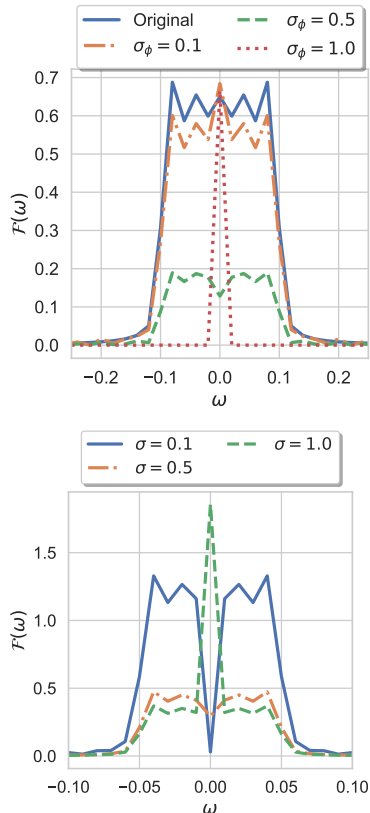 Original
σ_ϕ = 0.5
σ_ϕ = 0.1
σ_ϕ = 1.0
0.7
0.6
0.5
0.4
0.3
0.2
0.1
0.0
ℱ(ω)
−0.2 −0.1 0.0 0.1 0.2
ω
σ = 0.1
σ = 1.0
σ = 0.5
1.5
1.0
0.5
0.0
ℱ(ω)
−0.10 −0.05 0.00 0.05 0.10
ω